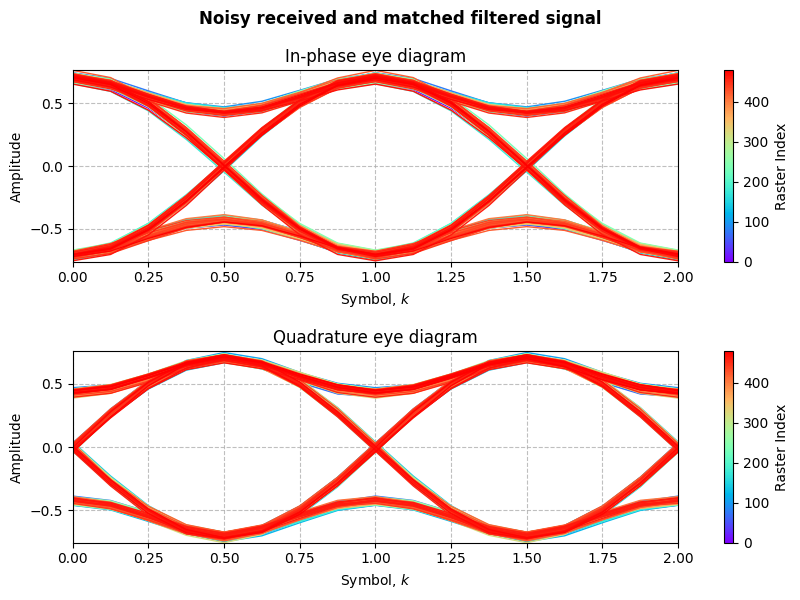 Noisy received and matched filtered signal
In-phase eye diagram
Amplitude
0.5
0.0
−0.5
0.00 0.25 0.50 0.75 1.00 1.25 1.50 1.75 2.00
Symbol, k
400
300
200
100
0
Raster Index
Quadrature eye diagram
Amplitude
0.5
0.0
−0.5
0.00 0.25 0.50 0.75 1.00 1.25 1.50 1.75 2.00
Symbol, k
400
300
200
100
0
Raster Index